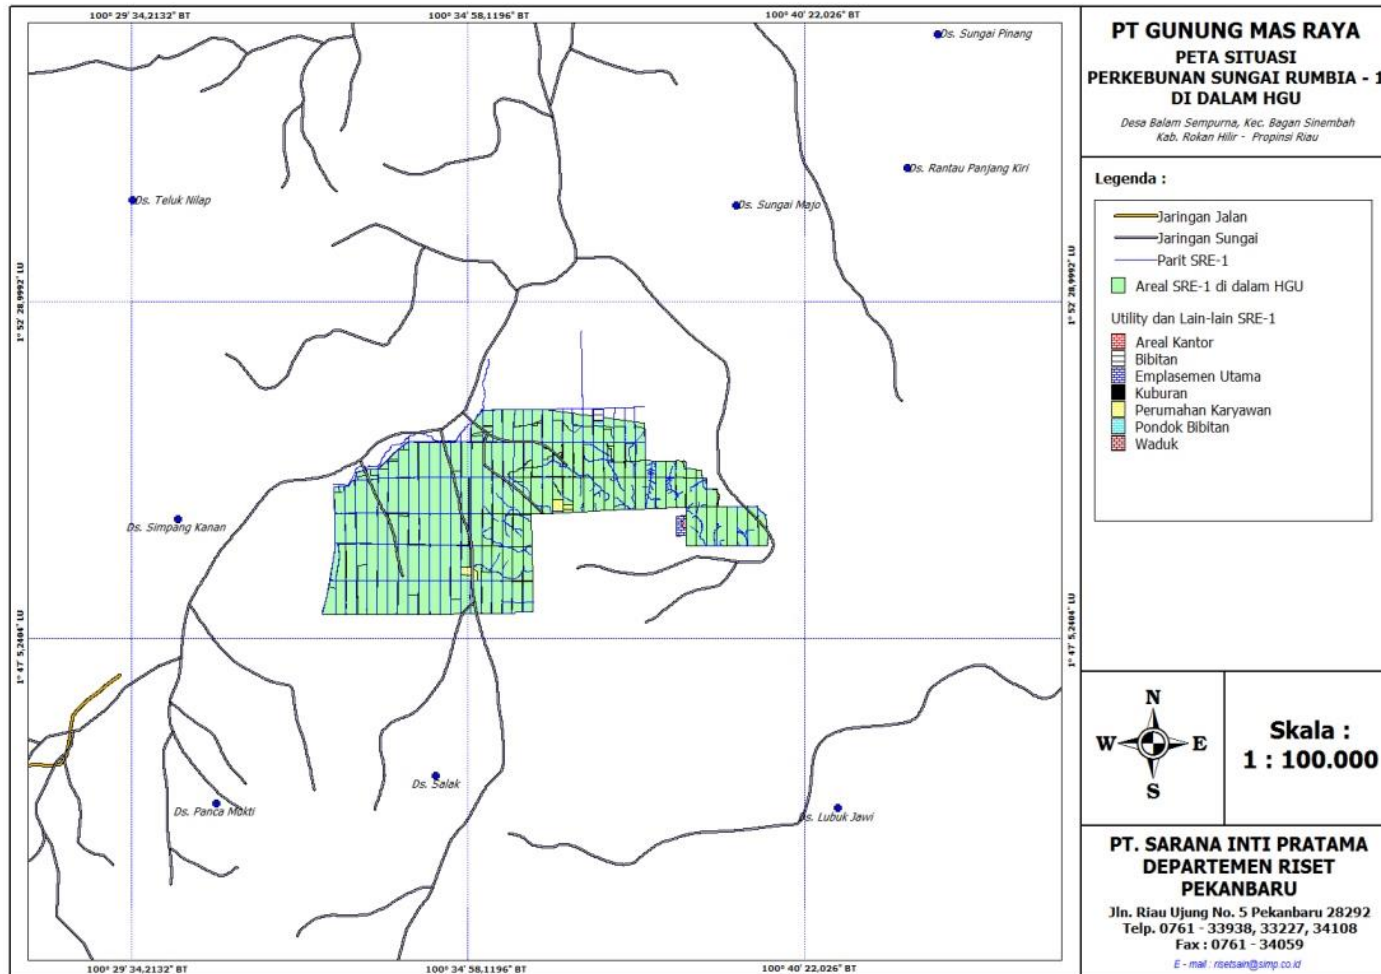 100° 29' 34,2132" BT
100° 34' 58,1196" BT
100° 40' 22,026" BT
Ds. Sungai Pinang
Ds. Rantau Panjang Kiri
Ds. Teluk Nilap
Ds. Sungai Majo
1° 52' 28,9992" LU
1° 52' 28,9992" LU
Ds. Simpang Kanan
1° 47' 5,2404" LU
1° 47' 5,2404" LU
Ds. Salak
Ds. Panca Mukti
Ds. Lubuk Jawi
100° 29' 34,2132" BT
100° 34' 58,1196" BT
100° 40' 22,026" BT
PT GUNUNG MAS RAYA
PETA SITUASI
PERKEBUNAN SUNGAI RUMBIA - 1
DI DALAM HGU
Desa Balam Sempurna, Kec. Bagan Sinembah
Kab. Rokan Hilir - Propinsi Riau
Legenda :
Jaringan Jalan
Jaringan Sungai
Parit SRE-1
Areal SRE-1 di dalam HGU
Utility dan Lain-lain SRE-1
Areal Kantor
Bibitan
Emplasemen Utama
Kuburan
Perumahan Karyawan
Pondok Bibitan
Waduk
N
W E
S
Skala :
1 : 100.000
PT. SARANA INTI PRATAMA
DEPARTEMEN RISET
PEKANBARU
Jln. Riau Ujung No. 5 Pekanbaru 28292
Telp. 0761 - 33938, 33227, 34108
Fax : 0761 - 34059
E - mail : risetsain@simp.co.id